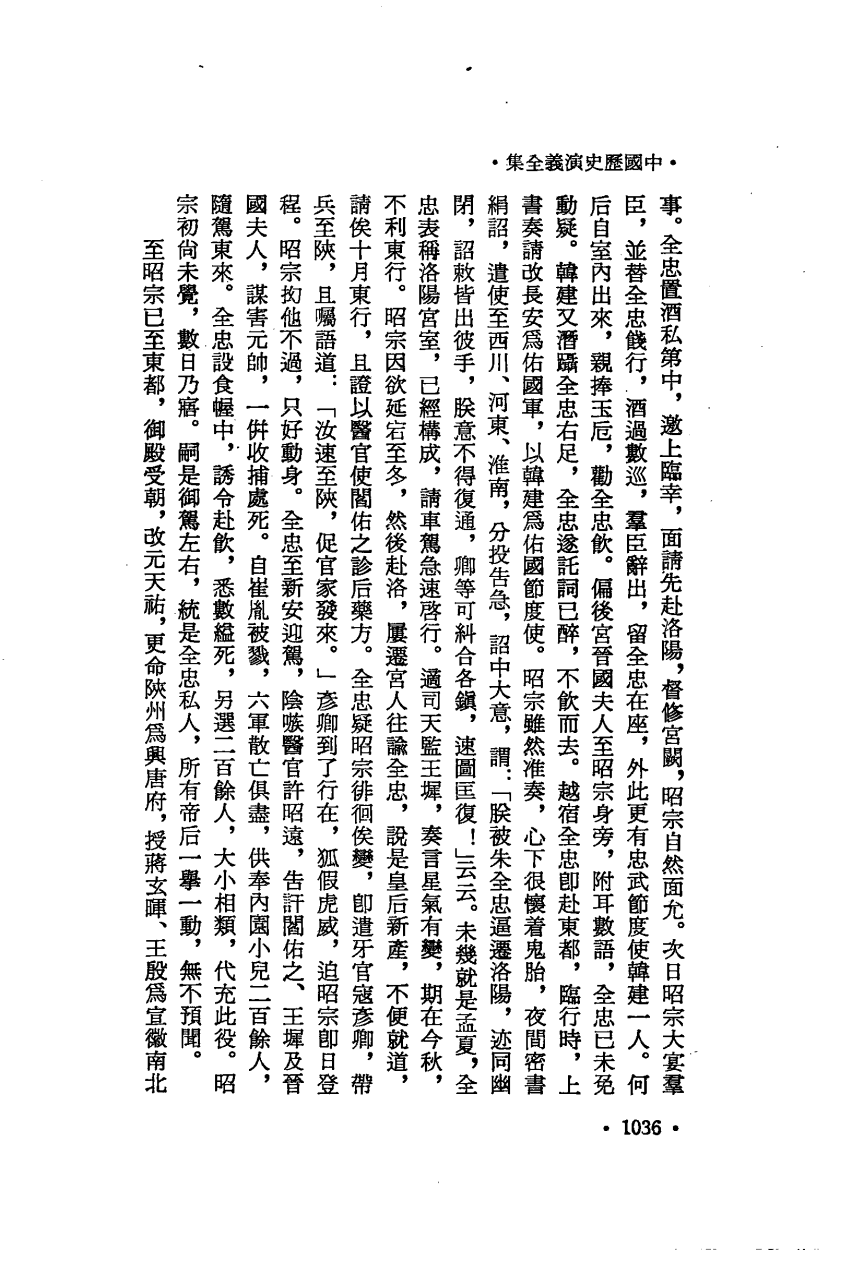 •中國歷史演義全集•
事。全忠置酒私第中，邀上臨幸，面請先赴洛陽，督修宮闕，昭宗自然面允。次日昭宗大宴羣
臣，並替全忠餞行，酒過數巡，羣臣辭出，留全忠在座，外此更有忠武節度使韓建一人。何
后自室內出來，親捧玉巵，勸全忠飲。偏後宮晉國夫人至昭宗身旁，附耳數語，全忠已未免
動疑。韓建又潛躡全忠右足，全忠遂託詞已醉，不飲而去。越宿全忠卽赴東都，臨行時，上
書奏請改長安爲佑國軍，以韓建爲佑國節度使。昭宗雖然准奏，心下很懷着鬼胎，夜間密書
絹詔，遣使至西川、河東、淮南，分投告急，詔中大意，謂：「朕被朱全忠逼遷洛陽，迹同幽
閉，詔敕皆出彼手，朕意不得復通，卿等可糾合各鎭，速圖匡復！」云云。未幾就是孟夏，全
忠表稱洛陽宮室，已經構成，請車駕急速啓行。適司天監王墀，奏言星氣有變，期在今秋，
不利東行。昭宗因欲延宕至冬，然後赴洛，屢遷宮人往諭全忠，說是皇后新產，不便就道，
請俟十月東行，且證以醫官使閻佑之診后藥方。全忠疑昭宗徘徊俟變，卽遣牙官寇彥卿，帶
兵至陝，且囑語道：「汝速至陝，促官家發來。」彥卿到了行在，狐假虎威，迫昭宗卽日登
程。昭宗拗他不過，只好動身。全忠至新安迎駕，陰嗾醫官許昭遠，告訐閻佑之、王墀及晉
國夫人，謀害元帥，一併收捕處死。自崔胤被戮，六軍散亡俱盡，供奉內園小兒二百餘人，
隨駕東來。全忠設食幄中，誘令赴飲，悉數縊死，另選二百餘人，大小相類，代充此役。昭
宗初尙未覺，數日乃寤。嗣是御駕左右，統是全忠私人，所有帝后一擧一動，無不預聞。
至昭宗已至東都，御殿受朝，改元天祐，更命陝州爲興唐府，授蔣玄暉、王殷爲宣徽南北
•1036•